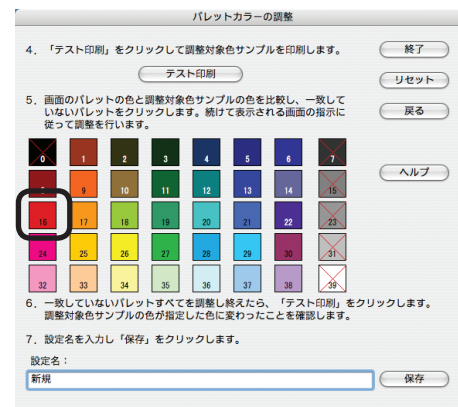 パレットカラーの調整
4. 「テスト印刷」をクリックして調整対象色サンプルを印刷します。
終了
テスト印刷
リセット
5. 画面のパレットの色と調整対象色サンプルの色を比較し、一致して
いないパレットをクリックします。続けて表示される画面の指示に
従って調整を行います。
戻る
ヘルプ
0 1 2 3 4 5 6 7
8 9 10 11 12 13 14 15
16 17 18 19 20 21 22 23
24 25 26 27 28 29 30 31
32 33 34 35 36 37 38 39
6. 一致していないパレットすべてを調整し終えたら、「テスト印刷」をクリックします。
調整対象色サンプルの色が指定した色に変わったことを確認します。
7. 設定名を入力し「保存」をクリックします。
設定名：
新規
保存